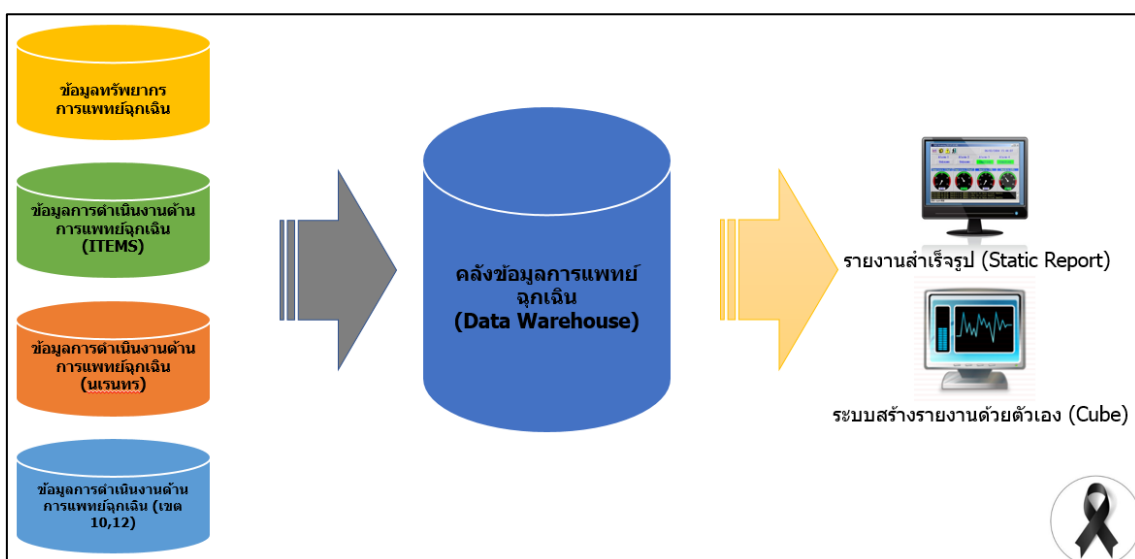 ข้อมูลทรัพยากร
การแพทย์ฉุกเฉิน
ข้อมูลการดำเนินงานด้าน
การแพทย์ฉุกเฉิน
(ITEMS)
ข้อมูลการดำเนินงานด้าน
การแพทย์ฉุกเฉิน
(นเรนทร)
ข้อมูลการดำเนินงานด้าน
การแพทย์ฉุกเฉิน (เขต
10,12)
คลังข้อมูลการแพทย์
ฉุกเฉิน
(Data Warehouse)
รายงานสำเร็จรูป (Static Report)
ระบบสร้างรายงานด้วยตัวเอง (Cube)